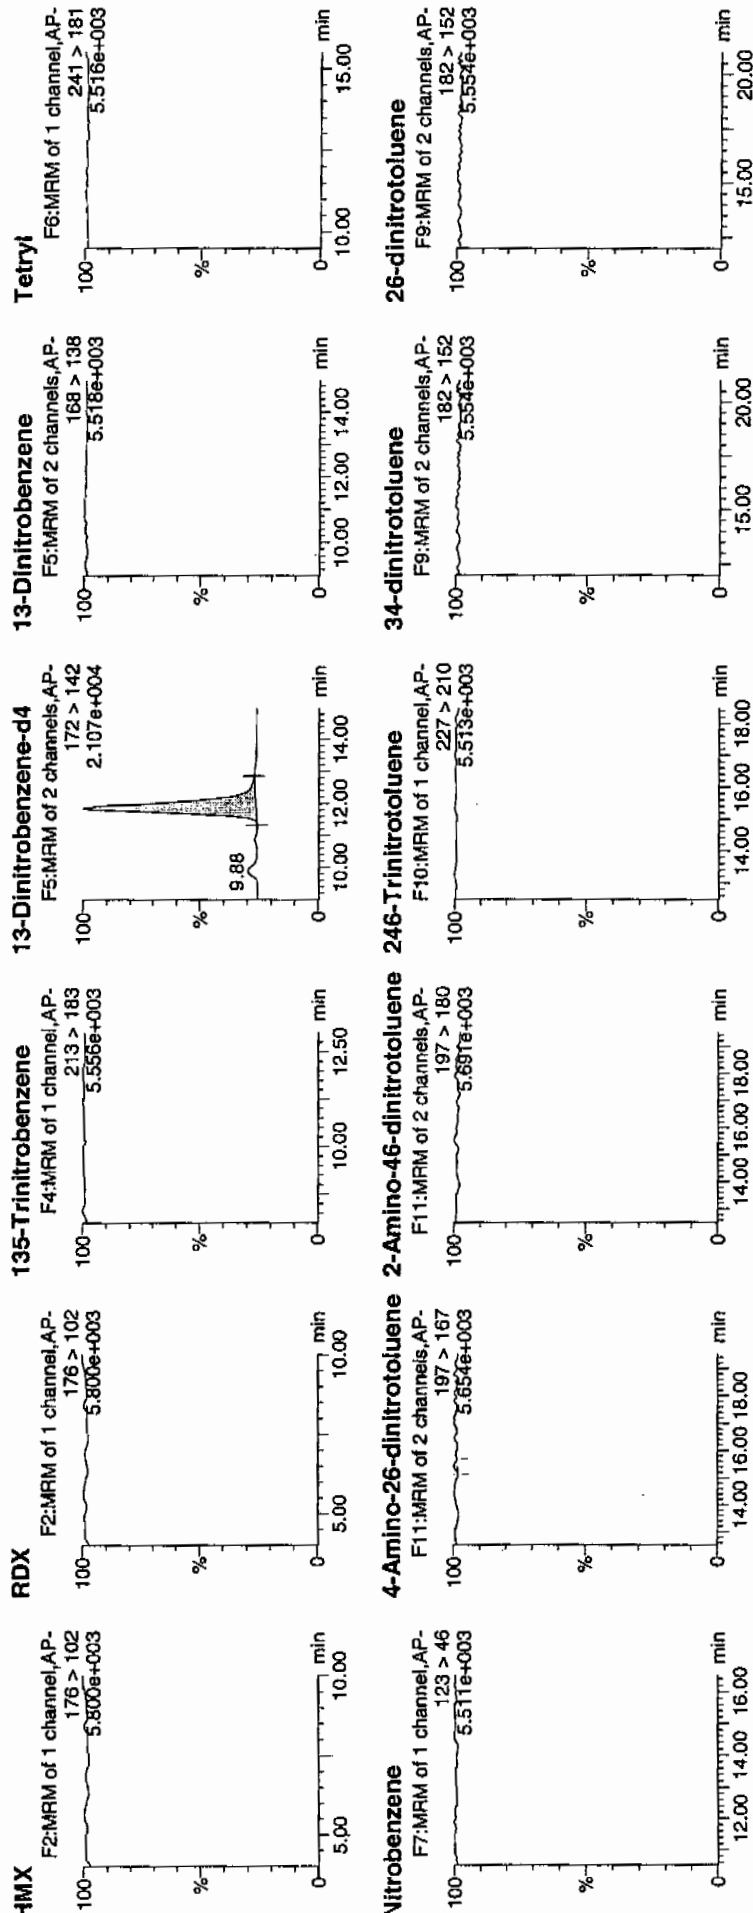 HMX
F2:MRM of 1 channel,AP-
176 > 102
5.800e+003
100
%
0
5.00 10.00 min
RDX
F2:MRM of 1 channel,AP-
176 > 102
5.800e+003
100
%
0
5.00 10.00 min
135-Trinitrobenzene
F4:MRM of 1 channel,AP-
213 > 183
5.556e+003
100
%
0
10.00 12.50 min
13-Dinitrobenzene-d4
F5:MRM of 2 channels,AP-
172 > 142
2.107e+004
100
%
9.88
0
10.00 12.00 14.00 min
13-Dinitrobenzene
F5:MRM of 2 channels,AP-
168 > 138
5.518e+003
100
%
0
10.00 12.00 14.00 min
Tetryl
F6:MRM of 1 channel,AP-
241 > 181
5.516e+003
100
%
0
10.00 15.00 min
Nitrobenzene
F7:MRM of 1 channel,AP-
123 > 46
5.511e+003
100
%
0
12.00 14.00 16.00 min
4-Amino-26-dinitrotoluene
F11:MRM of 2 channels,AP-
197 > 167
5.654e+003
100
%
0
14.00 16.00 18.00 min
2-Amino-46-dinitrotoluene
F11:MRM of 2 channels,AP-
197 > 180
5.691e+003
100
%
0
14.00 16.00 18.00 min
246-Trinitrotoluene
F10:MRM of 1 channel,AP-
227 > 210
5.513e+003
100
%
0
14.00 16.00 18.00 min
34-dinitrotoluene
F9:MRM of 2 channels,AP-
182 > 152
5.554e+003
100
%
0
15.00 20.00 min
26-dinitrotoluene
F9:MRM of 2 channels,AP-
182 > 152
5.554e+003
100
%
0
15.00 20.00 min